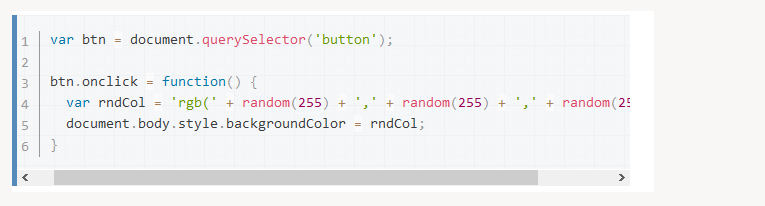 1 var btn = document.querySelector('button');
2
3 btn.onclick = function() {
4 var rndCol = 'rgb(' + random(255) + ',' + random(255) + ',' + random(25
5 document.body.style.backgroundColor = rndCol;
6 }